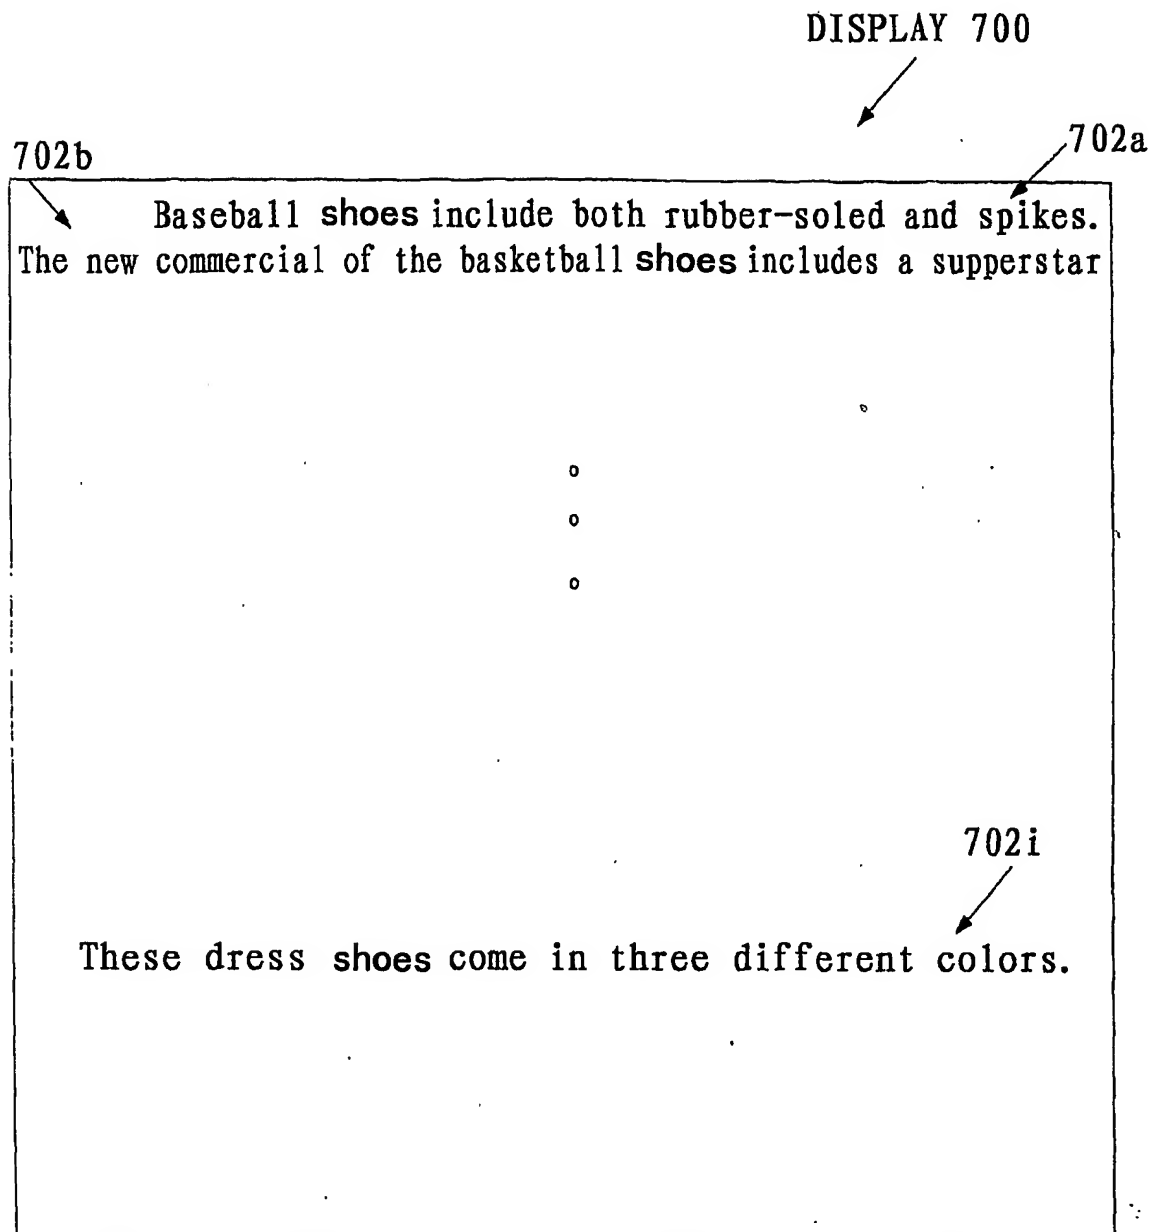 DISPLAY 700
702a
702b
Baseball shoes include both rubber-soled and spikes.
The new commercial of the basketball shoes includes a supperstar
702i
These dress shoes come in three different colors.